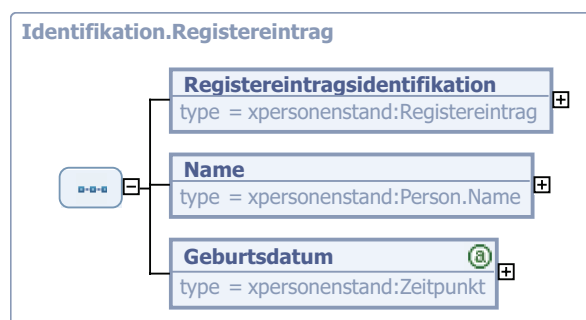 Identifikation.Registereintrag
Registereintragsidentifikation
type = xpersonenstand:Registereintrag
Name
type = xpersonenstand:Person.Name
Geburtsdatum a
type = xpersonenstand:Zeitpunkt